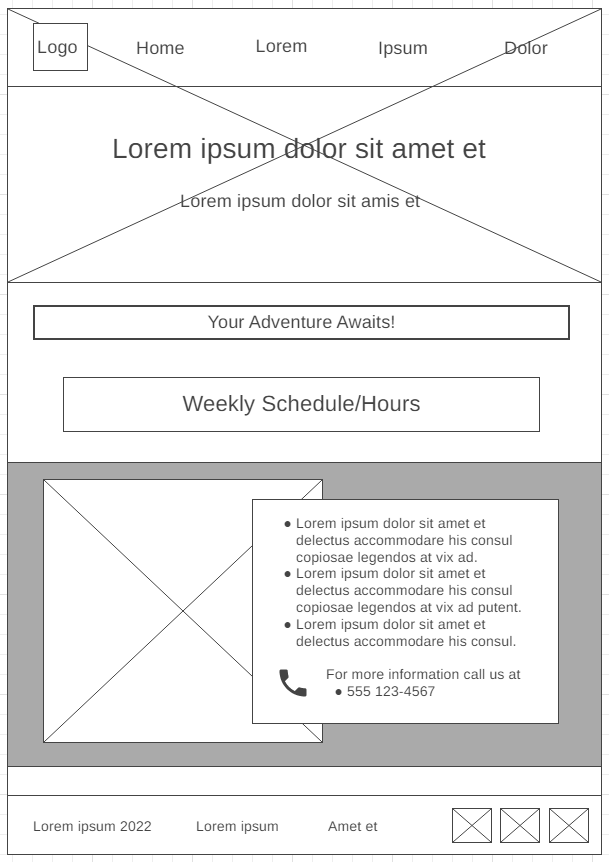 Logo
Home
Lorem
Ipsum
Dolor
Lorem ipsum dolor sit amet et
Lorem ipsum dolor sit amis et
Your Adventure Awaits!
Weekly Schedule/Hours
● Lorem ipsum dolor sit amet et
delectus accommodare his consul
copiosae legendos at vix ad.
● Lorem ipsum dolor sit amet et
delectus accommodare his consul
copiosae legendos at vix ad putent.
● Lorem ipsum dolor sit amet et
delectus accommodare his consul.
For more information call us at
● 555 123-4567
Lorem ipsum 2022
Lorem ipsum
Amet et